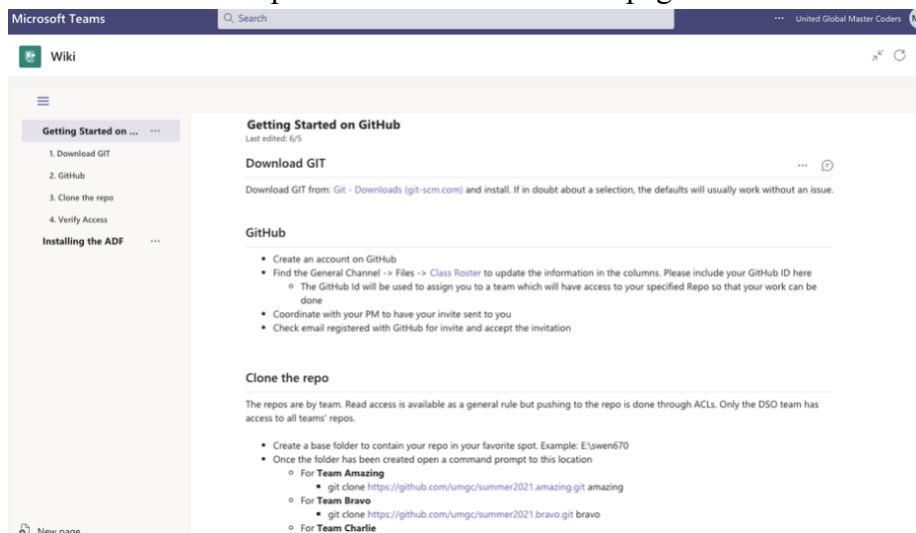 Microsoft Teams
Search
... United Global Master Coders
Wiki
Getting Started on ... ...
1. Download GIT
2. GitHub
3. Clone the repo
4. Verify Access
Installing the ADF ...
New page
Getting Started on GitHub
Last edited: 6/5
Download GIT
Download GIT from: Git - Downloads (git-scm.com) and install. If in doubt about a selection, the defaults will usually work without an issue.
GitHub
• Create an account on GitHub
• Find the General Channel -> Files -> Class Roster to update the information in the columns. Please include your GitHub ID here
○ The GitHub Id will be used to assign you to a team which will have access to your specified Repo so that your work can be
done
• Coordinate with your PM to have your invite sent to you
• Check email registered with GitHub for invite and accept the invitation
Clone the repo
The repos are by team. Read access is available as a general rule but pushing to the repo is done through ACLs. Only the DSO team has
access to all teams' repos.
• Create a base folder to contain your repo in your favorite spot. Example: E:\swen670
• Once the folder has been created open a command prompt to this location
○ For Team Amazing
▪ git clone https://github.com/umgc/summer2021.amazing.git amazing
○ For Team Bravo
▪ git clone https://github.com/umgc/summer2021.bravo.git bravo
○ For Team Charlie